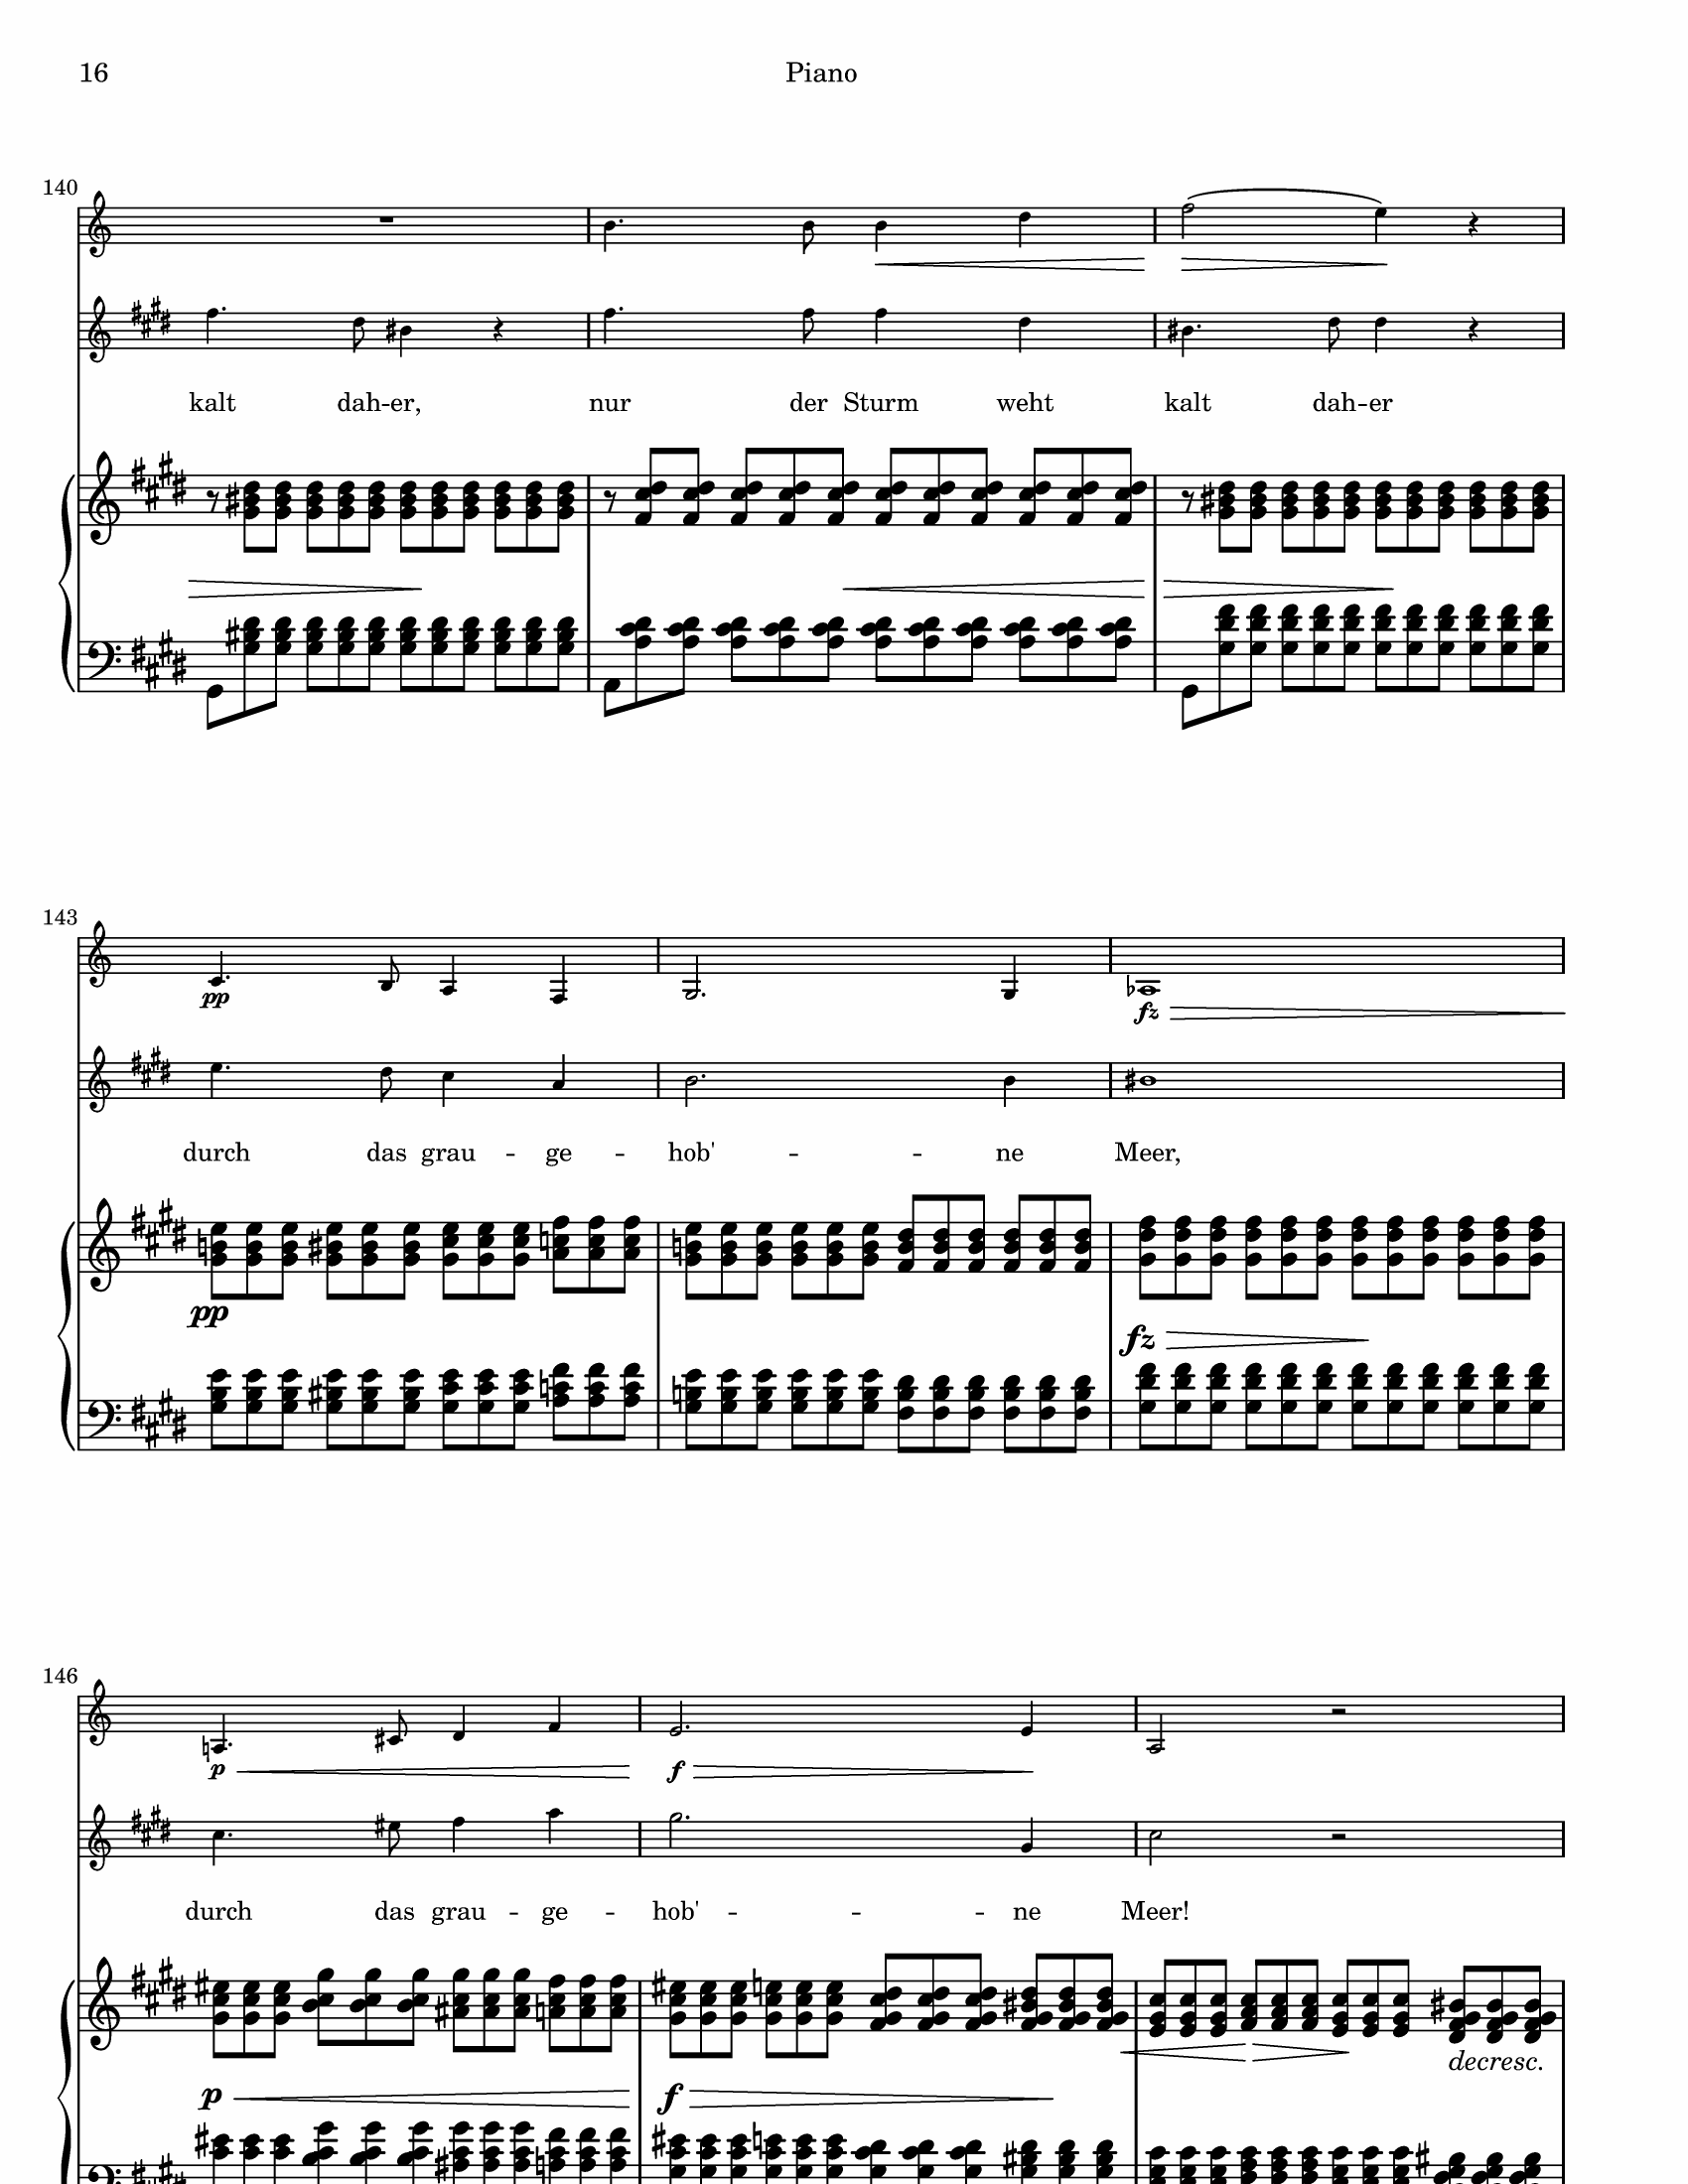 16 Piano
140
kalt dah -- er, nur der Sturm weht kalt dah -- er
143
pp fz
durch das grau - ge - hob' - - ne Meer,
pp fz
146
p f
durch das grau - ge - hob' - - ne Meer!
decresc.
p f